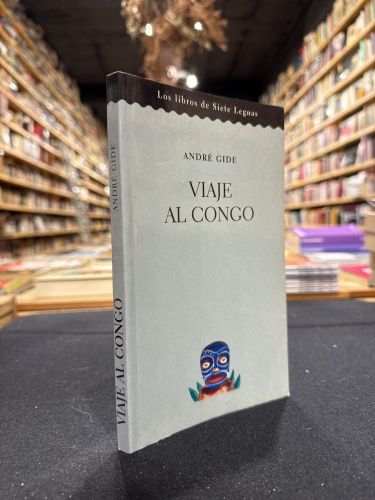 Los libros de Siete Leguas
ANDRÉ GIDE
VIAJE
AL CONGO
ANDRÉ GIDE
VIAJE AL CONGO